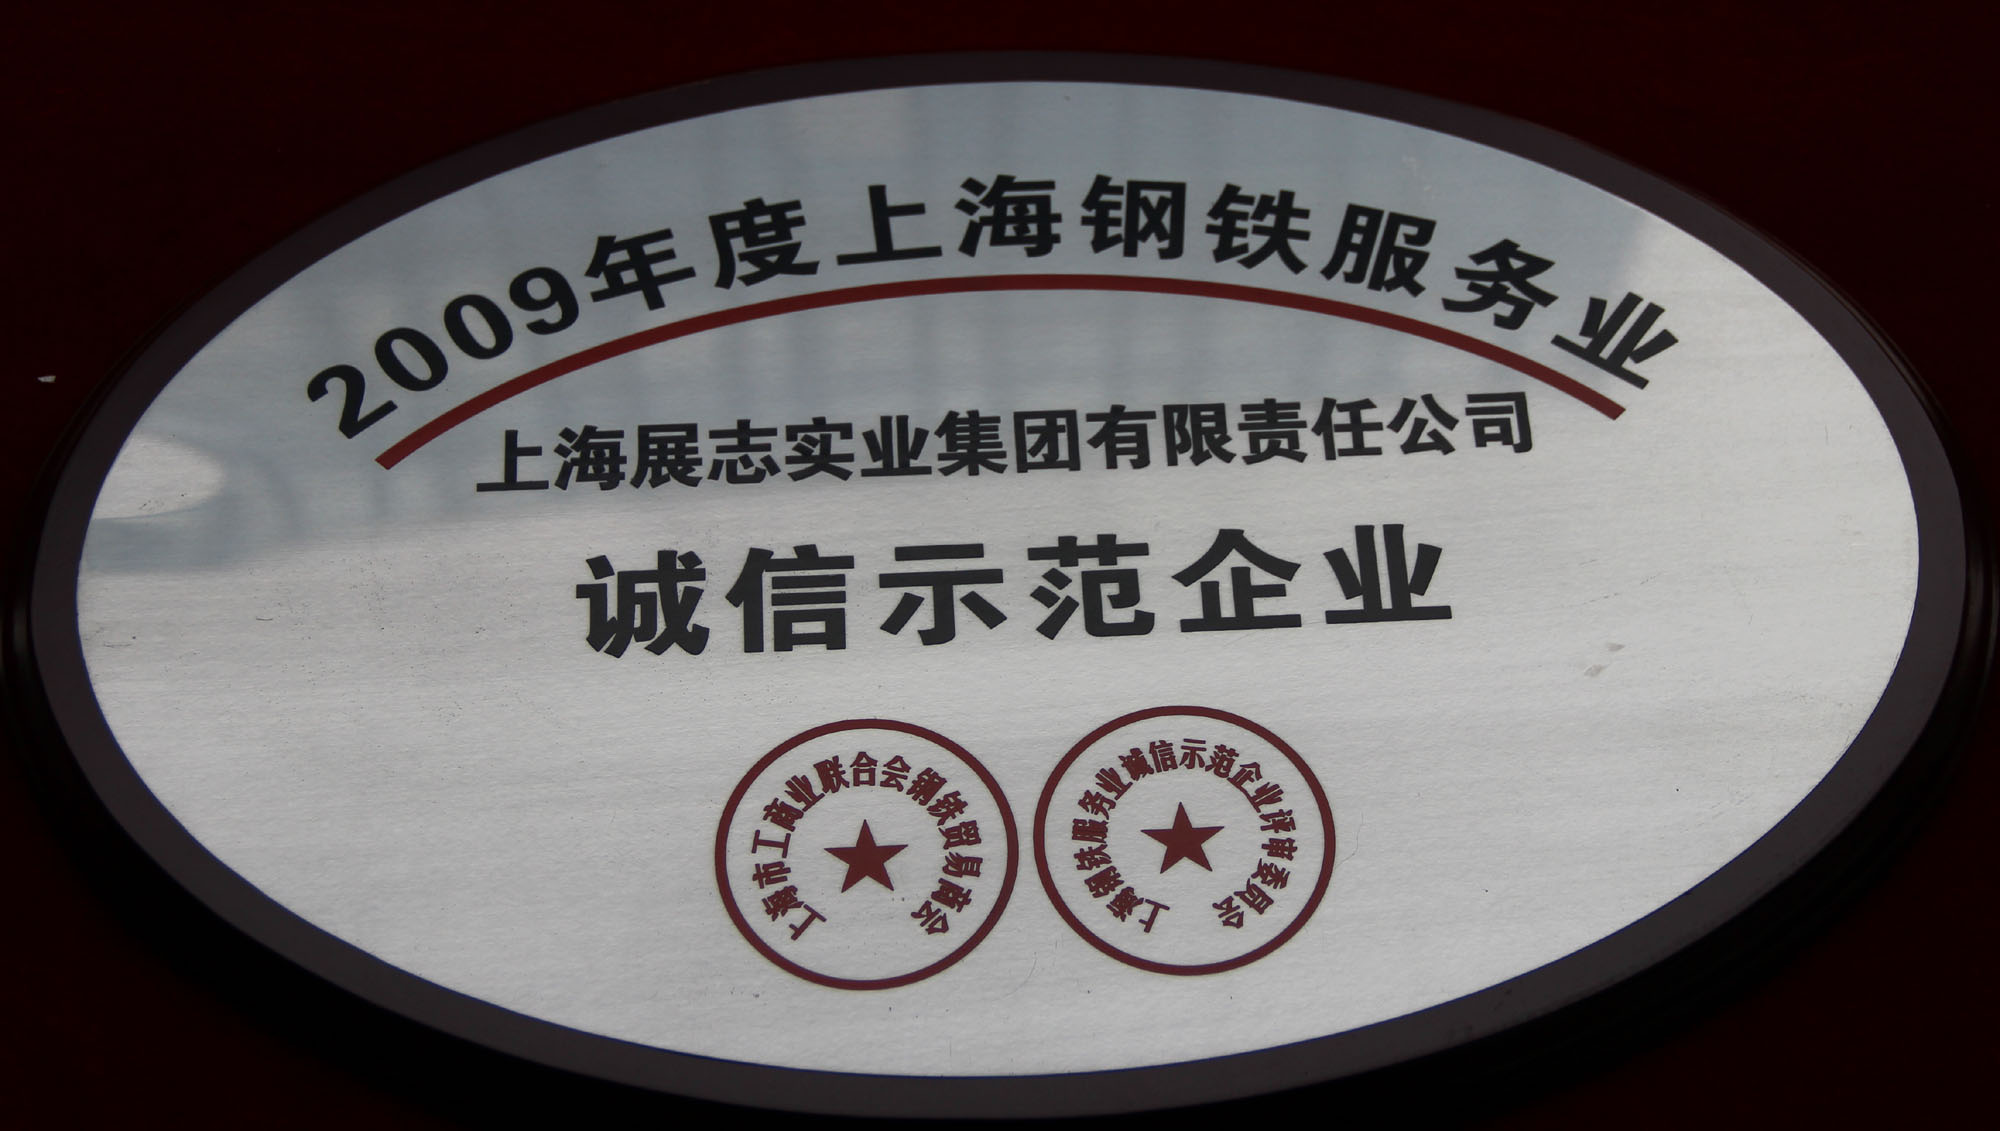 2009年度上海钢铁服务业
上海展志实业集团有限责任公司
诚信示范企业
上海市工商业联合会钢铁贸易商会
上海钢铁服务业诚信示范企业评审委员会